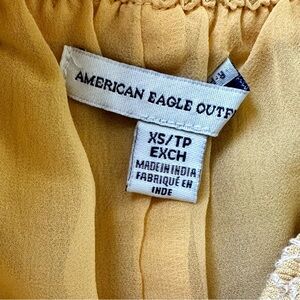 AMERICAN EAGLE OUTF
XS/TP
EXCH
MADE IN INDIA
FABRIQUÉ EN
INDE